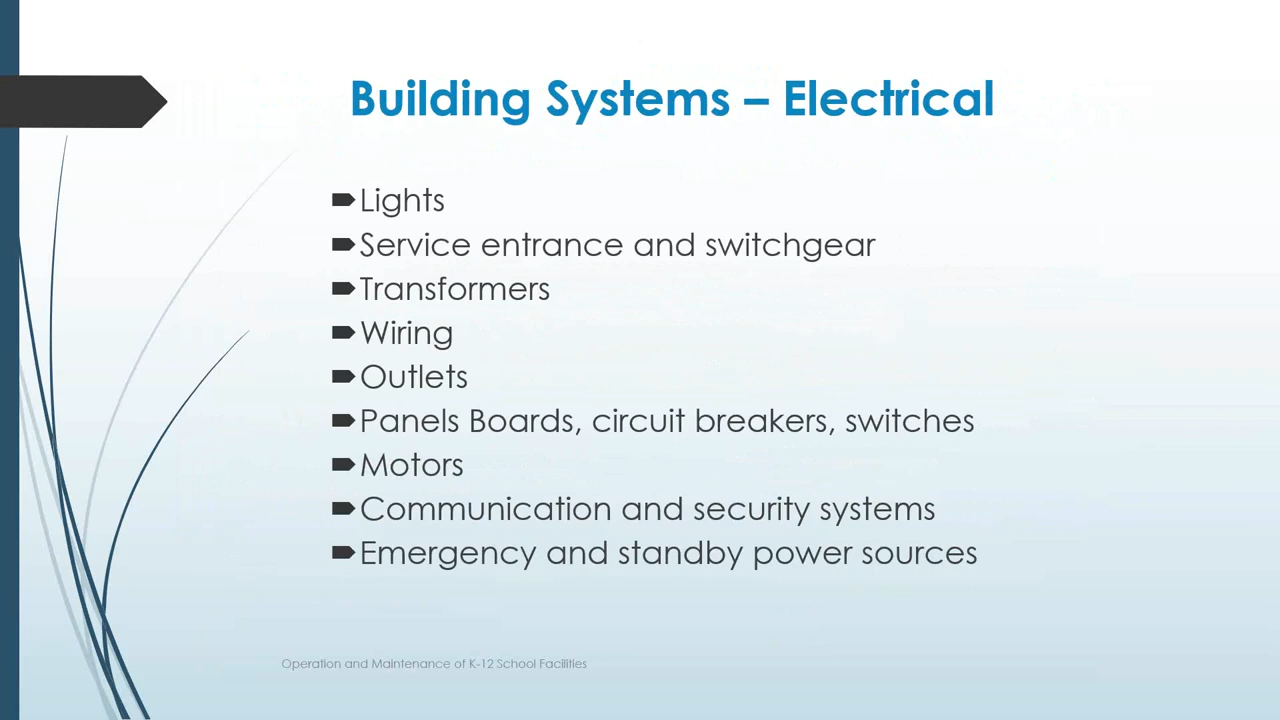 Building Systems – Electrical
Lights
Service entrance and switchgear
Transformers
Wiring
Outlets
Panels Boards, circuit breakers, switches
Motors
Communication and security systems
Emergency and standby power sources
Operation and Maintenance of K-12 School Facilities